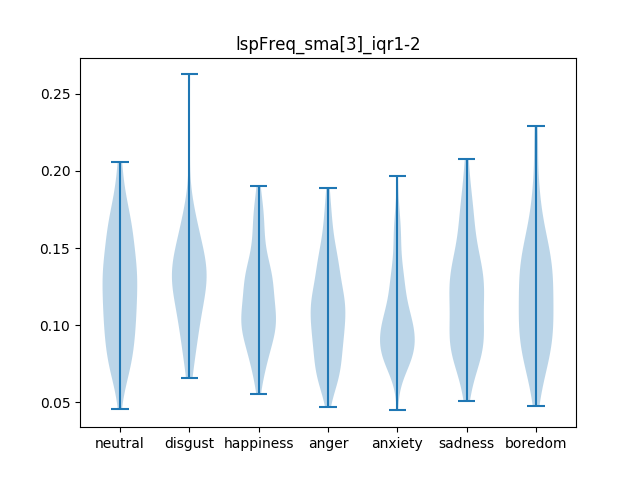 lspFreq_sma[3]_iqr1-2
0.25
0.20
0.15
0.10
0.05
neutral disgust happiness anger anxiety sadness boredom